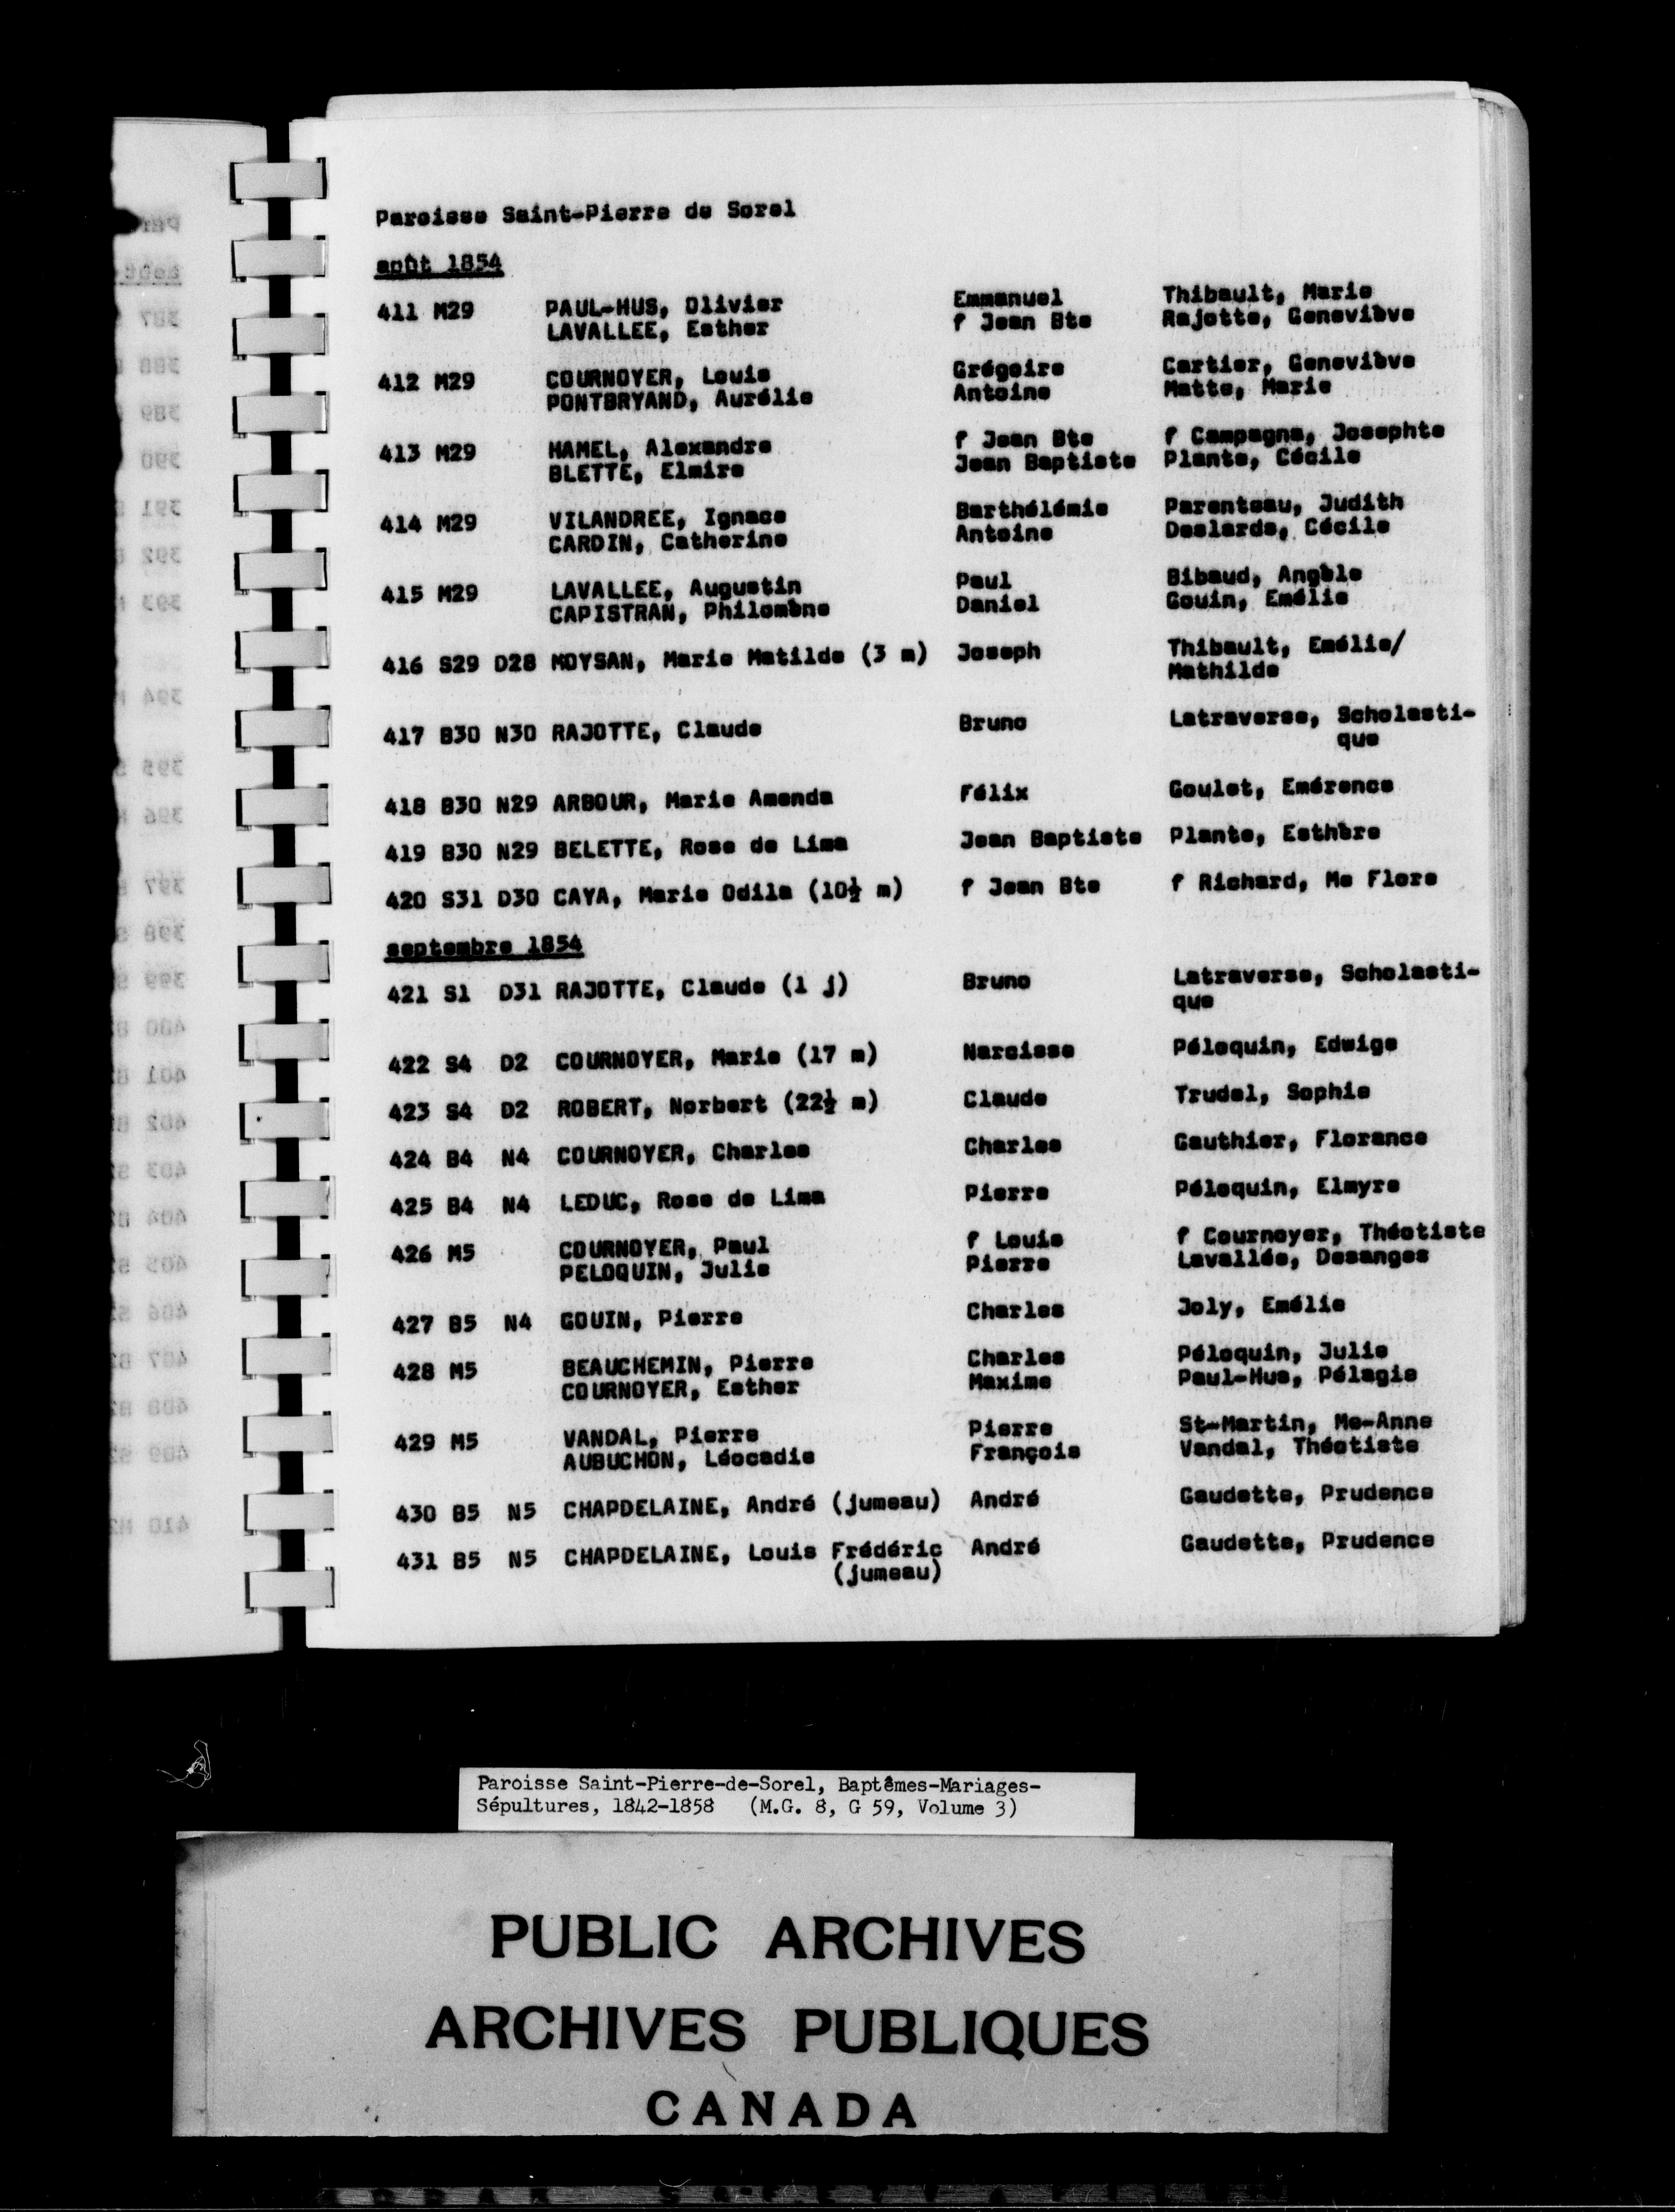 Paroisse Saint-Pierre de Sorel
août 1854
411 M29 PAUL-HUS, Olivier Emmanuel Thibault, Marie
LAVALLEE, Esther f Jean Bte Rajotte, Geneviève
412 M29 COURNOYER, Louis Grégoire Cartier, Geneviève
PONTBRYAND, Aurélie Antoine Matte, Marie
413 M29 HAMEL, Alexandre f Jean Bte f Campagna, Josephte
BLETTE, Elmire Jean Baptiste Plante, Cécile
414 M29 VILANDREE, Ignace Barthélémie Parenteau, Judith
CARDIN, Catherine Antoine Deslards, Cécile
415 M29 LAVALLEE, Augustin Paul Bibaud, Angèle
CAPISTRAN, Philomène Daniel Gouin, Emélie
416 S29 D28 MOYSAN, Marie Matilde (3 m) Joseph Thibault, Emélie/
Mathilde
417 B30 N30 RAJOTTE, Claude Bruno Latraverse, Scholasti-
que
418 B30 N29 ARBOUR, Marie Amanda Félix Goulet, Emérence
419 B30 N29 BELETTE, Rose de Lima Jean Baptiste Plante, Esthère
420 S31 D30 CAYA, Marie Odila (10½ m) f Jean Bte f Richard, Me Flore
septembre 1854
421 S1 D31 RAJOTTE, Claude (1 j) Bruno Latraverse, Scholasti-
que
422 S4 D2 COURNOYER, Marie (17 m) Narcisse Péloquin, Edwige
423 S4 D2 ROBERT, Norbert (22½ m) Claude Trudel, Sophie
424 B4 N4 COURNOYER, Charles Charles Gauthier, Florance
425 B4 N4 LEDUC, Rose de Lima Pierre Péloquin, Elmyre
426 M5 COURNOYER, Paul f Louis f Cournoyer, Théotiste
PELOQUIN, Julie Pierre Lavallée, Desanges
427 B5 N4 GOUIN, Pierre Charles Joly, Emélie
428 M5 BEAUCHEMIN, Pierre Charles Péloquin, Julie
COURNOYER, Esther Maxime Paul-Hus, Pélagie
429 M5 VANDAL, Pierre Pierre St-Martin, Me-Anne
AUBUCHON, Léocadie François Vandal, Théotiste
430 B5 N5 CHAPDELAINE, André (jumeau) André Gaudette, Prudence
431 B5 N5 CHAPDELAINE, Louis Frédéric André Gaudette, Prudence
(jumeau)
Paroisse Saint-Pierre-de-Sorel, Baptêmes-Mariages-
Sépultures, 1842-1858 (M.G. 8, G 59, Volume 3)
PUBLIC ARCHIVES
ARCHIVES PUBLIQUES
CANADA